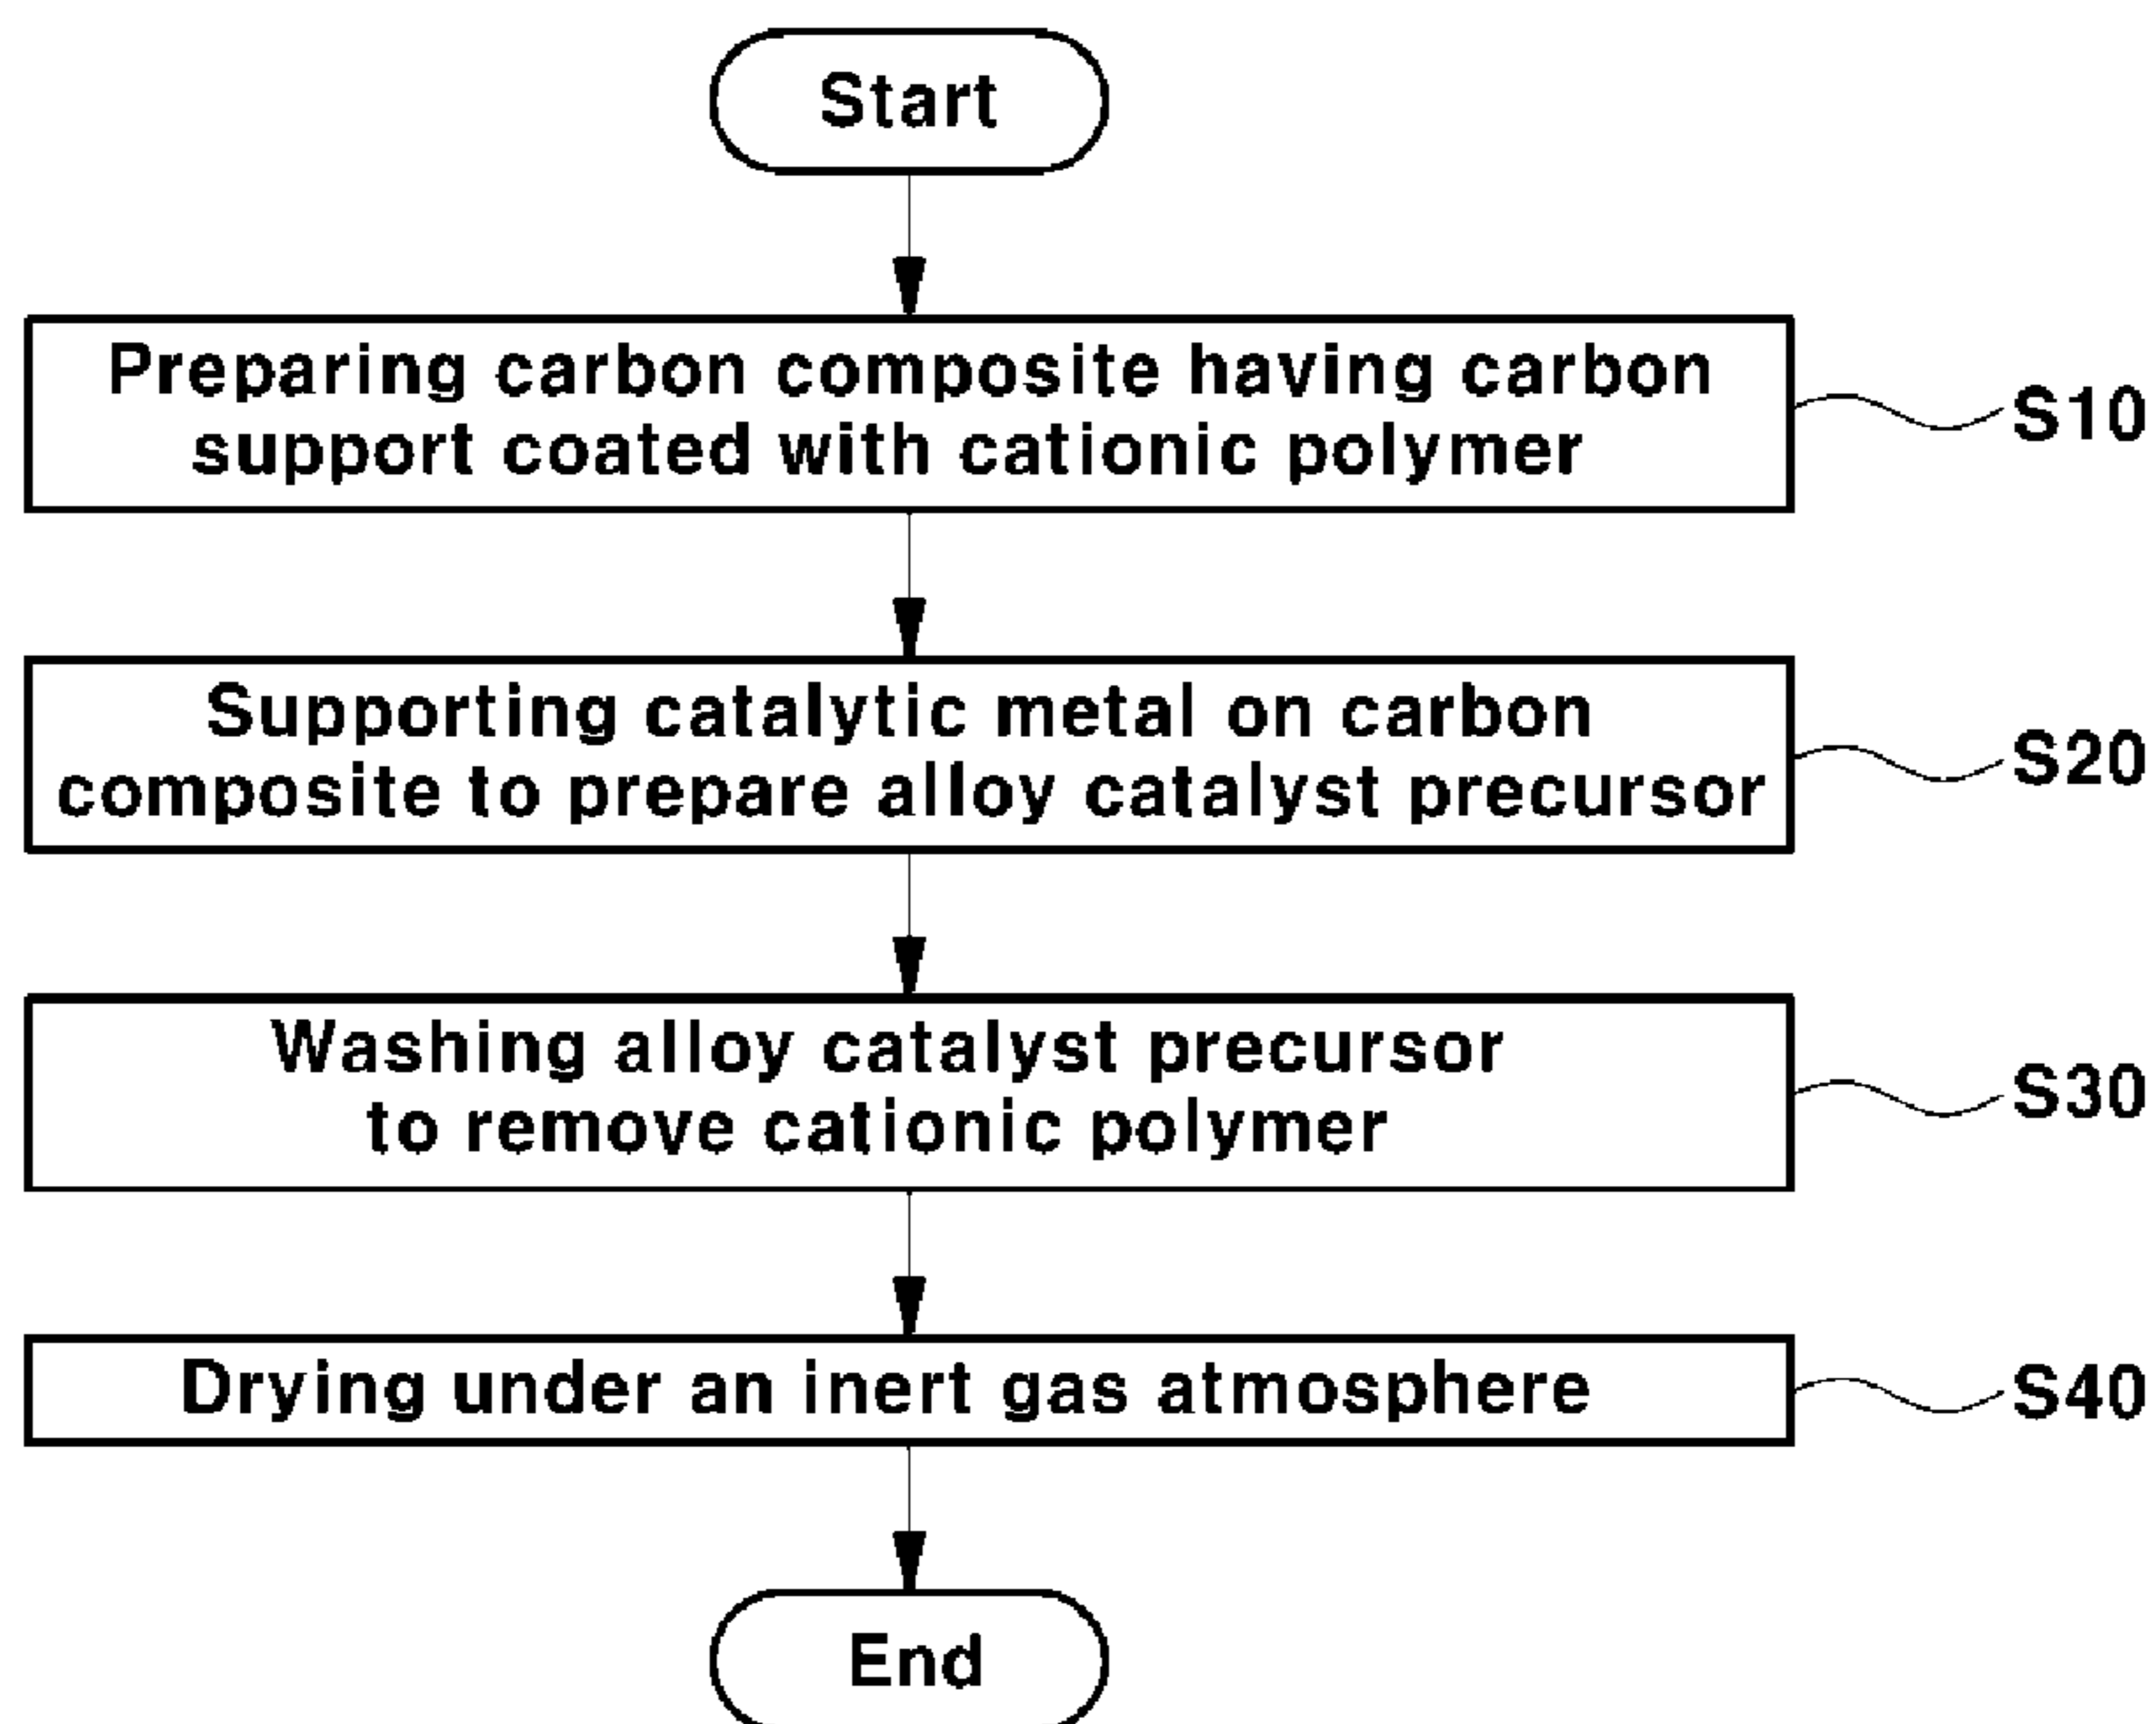 Start
Preparing carbon composite having carbon
support coated with cationic polymer
S10
Supporting catalytic metal on carbon
composite to prepare alloy catalyst precursor
S20
Washing alloy catalyst precursor
to remove cationic polymer
S30
Drying under an inert gas atmosphere
S40
End